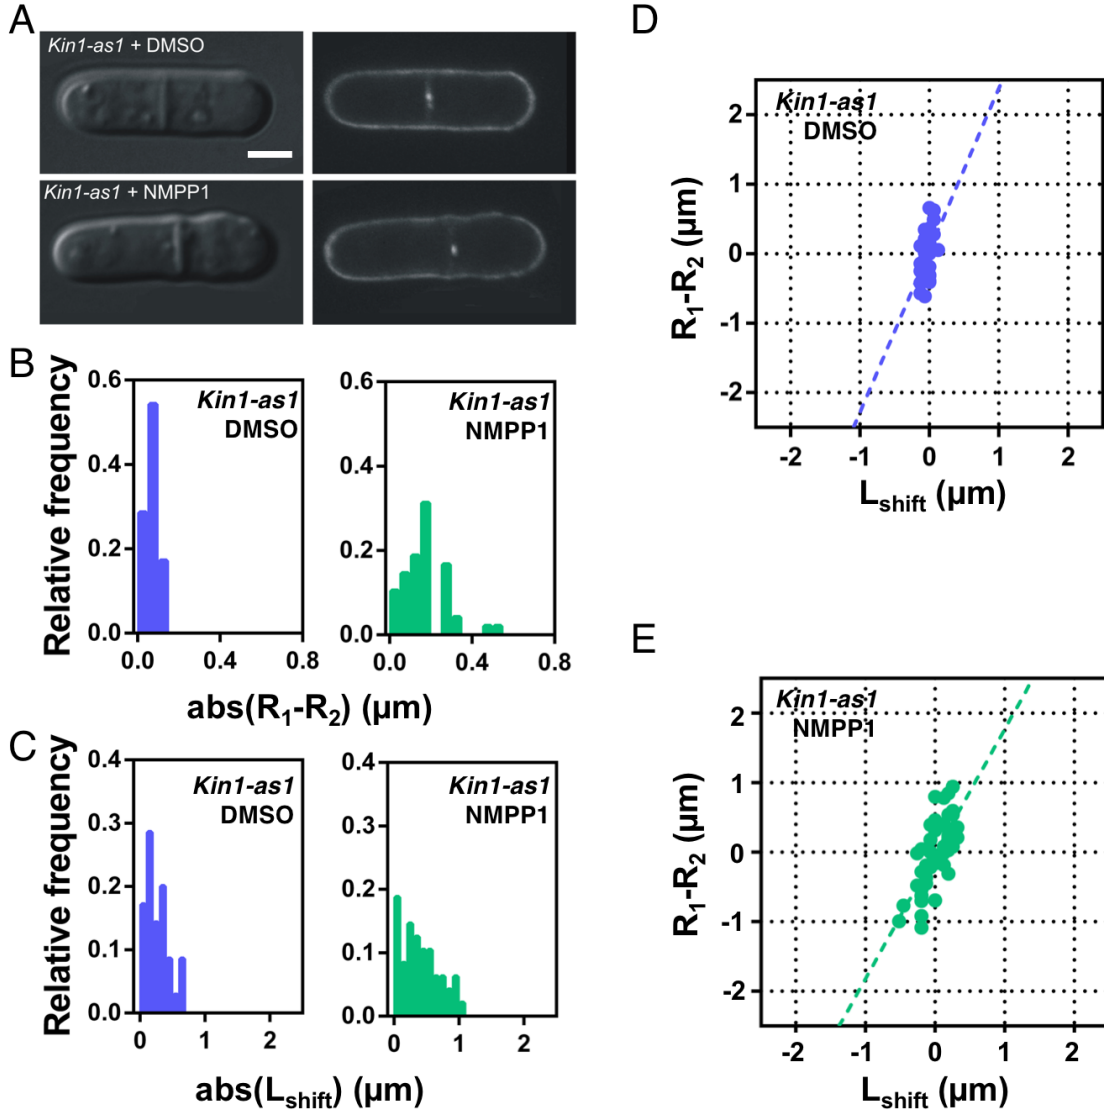 A
Kin1-as1 + DMSO
Kin1-as1 + NMPP1
B
Relative frequency
0.6
0.4
0.2
0.0
0.0 0.4 0.8
Kin1-as1
DMSO
0.6
0.4
0.2
0.0
0.0 0.4 0.8
Kin1-as1
NMPP1
abs(R1-R2) (µm)
C
Relative frequency
0.4
0.3
0.2
0.1
0.0
0 1 2
Kin1-as1
DMSO
0.4
0.3
0.2
0.1
0.0
0 1 2
Kin1-as1
NMPP1
abs(Lshift) (µm)
D
Kin1-as1
DMSO
R1-R2 (µm)
2
1
0
-1
-2
-2 -1 0 1 2
Lshift (µm)
E
Kin1-as1
NMPP1
R1-R2 (µm)
2
1
0
-1
-2
-2 -1 0 1 2
Lshift (µm)